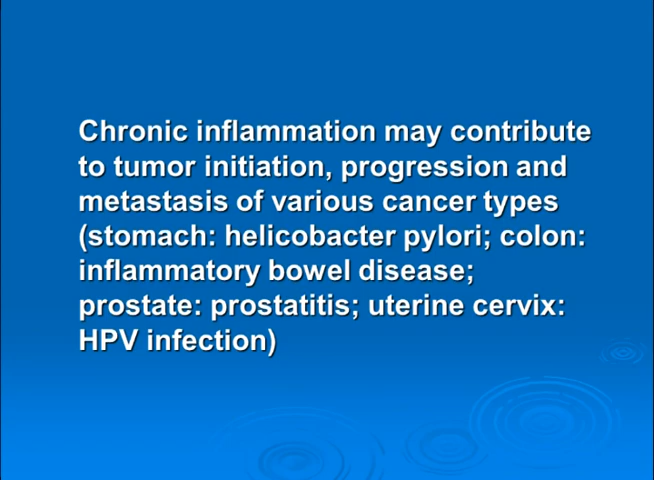 Chronic inflammation may contribute
to tumor initiation, progression and
metastasis of various cancer types
(stomach: helicobacter pylori; colon:
inflammatory bowel disease;
prostate: prostatitis; uterine cervix:
HPV infection)